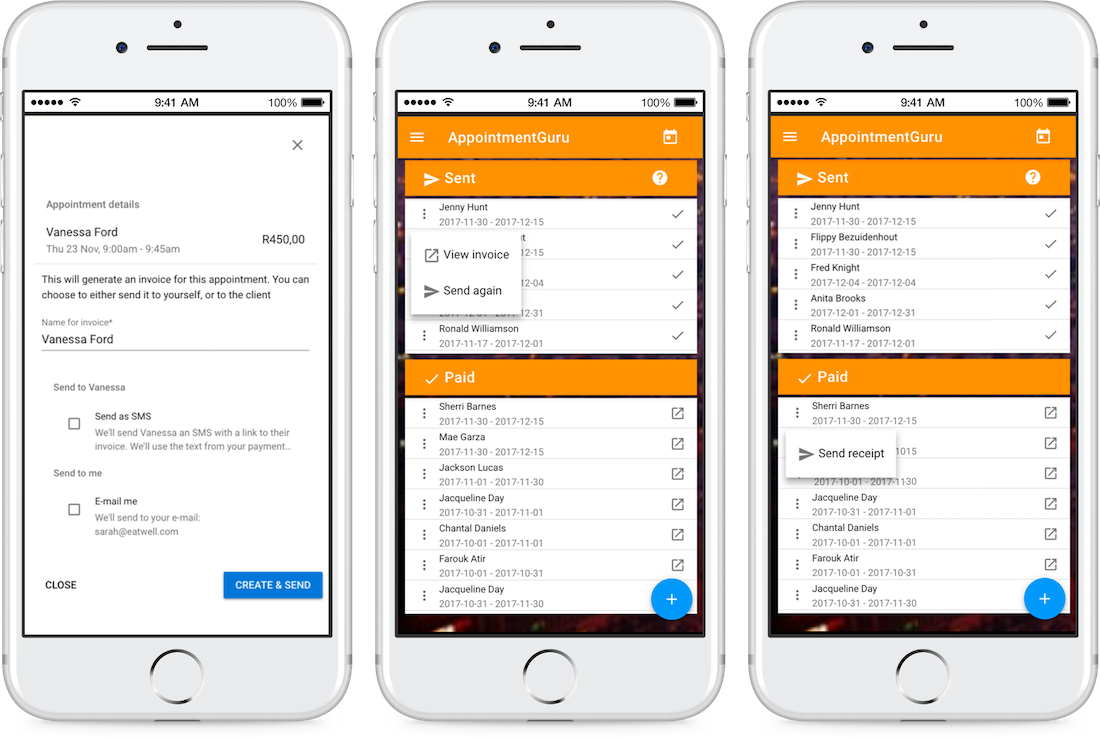 9:41 AM 100%
Appointment details
Vanessa Ford
R450,00
Thu 23 Nov, 9:00am - 9:45am
This will generate an invoice for this appointment. You can
choose to either send it to yourself, or to the client
Name for invoice*
Vanessa Ford
Send to Vanessa
Send as SMS
We'll send Vanessa an SMS with a link to their
invoice. We'll use the text from your payment...
Send to me
E-mail me
We'll send to your e-mail:
sarah@eatwell.com
CLOSE CREATE & SEND
9:41 AM 100%
AppointmentGuru
Sent ?
Jenny Hunt
2017-11-30 - 2017-12-15
View invoice
Send again
2017-12-01 - 2017-12-31
Ronald Williamson
2017-11-17 - 2017-12-01
Paid
Sherri Barnes
2017-11-30 - 2017-12-15
Mae Garza
2017-11-30 - 2017-12-15
Jackson Lucas
2017-11-01 - 2017-11-30
Jacqueline Day
2017-10-31 - 2017-11-01
Chantal Daniels
2017-10-01 - 2017-11-01
Farouk Atir
2017-10-01 - 2017-10-31
Jacqueline Day
2017-10-31 - 2017-11-30
+
9:41 AM 100%
AppointmentGuru
Sent ?
Jenny Hunt
2017-11-30 - 2017-12-15
Flippy Bezuidenhout
2017-11-30 - 2017-12-15
Fred Knight
2017-12-04 - 2017-12-04
Anita Brooks
2017-12-01 - 2017-12-31
Ronald Williamson
2017-11-17 - 2017-12-01
Paid
Sherri Barnes
2017-11-30 - 2017-12-15
Send receipt
2017-10-01 - 2017-11-30
Jacqueline Day
2017-10-31 - 2017-11-01
Chantal Daniels
2017-10-01 - 2017-11-01
Farouk Atir
2017-10-01 - 2017-10-31
Jacqueline Day
2017-10-31 - 2017-11-30
+